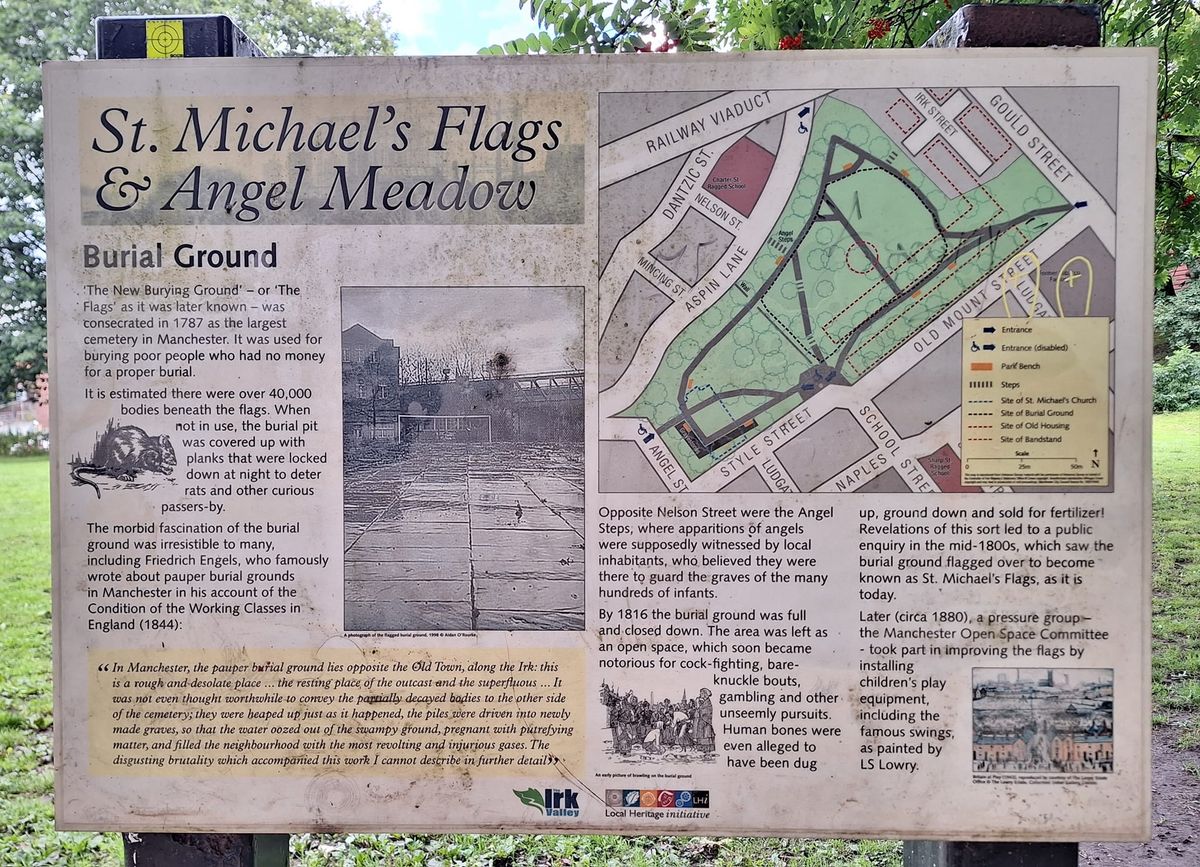 St. Michael's Flags
& Angel Meadow
Burial Ground
'The New Burying Ground' – or 'The
Flags' as it was later known – was
consecrated in 1787 as the largest
cemetery in Manchester. It was used for
burying poor people who had no money
for a proper burial.
It is estimated there were over 40,000
bodies beneath the flags. When
not in use, the burial pit
was covered up with
planks that were locked
down at night to deter
rats and other curious
passers-by.
The morbid fascination of the burial
ground was irresistible to many,
including Friedrich Engels, who famously
wrote about pauper burial grounds
in Manchester in his account of the
Condition of the Working Classes in
England (1844):
A photograph of the flagged burial ground, 1998 © Aidan O'Rourke.
“ In Manchester, the pauper burial ground lies opposite the Old Town, along the Irk: this
is a rough and desolate place ... the resting place of the outcast and the superfluous ... It
was not even thought worthwhile to convey the partially decayed bodies to the other side
of the cemetery; they were heaped up just as it happened, the piles were driven into newly
made graves, so that the water oozed out of the swampy ground, pregnant with putrefying
matter, and filled the neighbourhood with the most revolting and injurious gases. The
disgusting brutality which accompanied this work I cannot describe in further detail”
RAILWAY VIADUCT
IRK STREET
GOULD STREET
DANTZIC ST.
Charter St.
Ragged School
NELSON ST.
MINCING ST.
ASPIN LANE
Angel
Steps
Wall
OLD MOUNT STREET
LUDGA
ANGEL ST
STYLE STREET
LUDGA
SCHOOL STREET
NAPLES
Sharp St.
Ragged
School
Entrance
Entrance (disabled)
Park Bench
Steps
Site of St. Michael's Church
Site of Burial Ground
Site of Old Housing
Site of Bandstand
Scale
0 25m 50m
N
Opposite Nelson Street were the Angel
Steps, where apparitions of angels
were supposedly witnessed by local
inhabitants, who believed they were
there to guard the graves of the many
hundreds of infants.
By 1816 the burial ground was full
and closed down. The area was left as
an open space, which soon became
notorious for cock-fighting, bare-
knuckle bouts,
gambling and other
unseemly pursuits.
Human bones were
even alleged to
have been dug
An early picture of brawling on the burial ground
up, ground down and sold for fertilizer!
Revelations of this sort led to a public
enquiry in the mid-1800s, which saw the
burial ground flagged over to become
known as St. Michael's Flags, as it is
today.
Later (circa 1880), a pressure group –
the Manchester Open Space Committee
- took part in improving the flags by
installing
children's play
equipment,
including the
famous swings,
as painted by
LS Lowry.
Irk
Valley
LHi
Local Heritage initiative